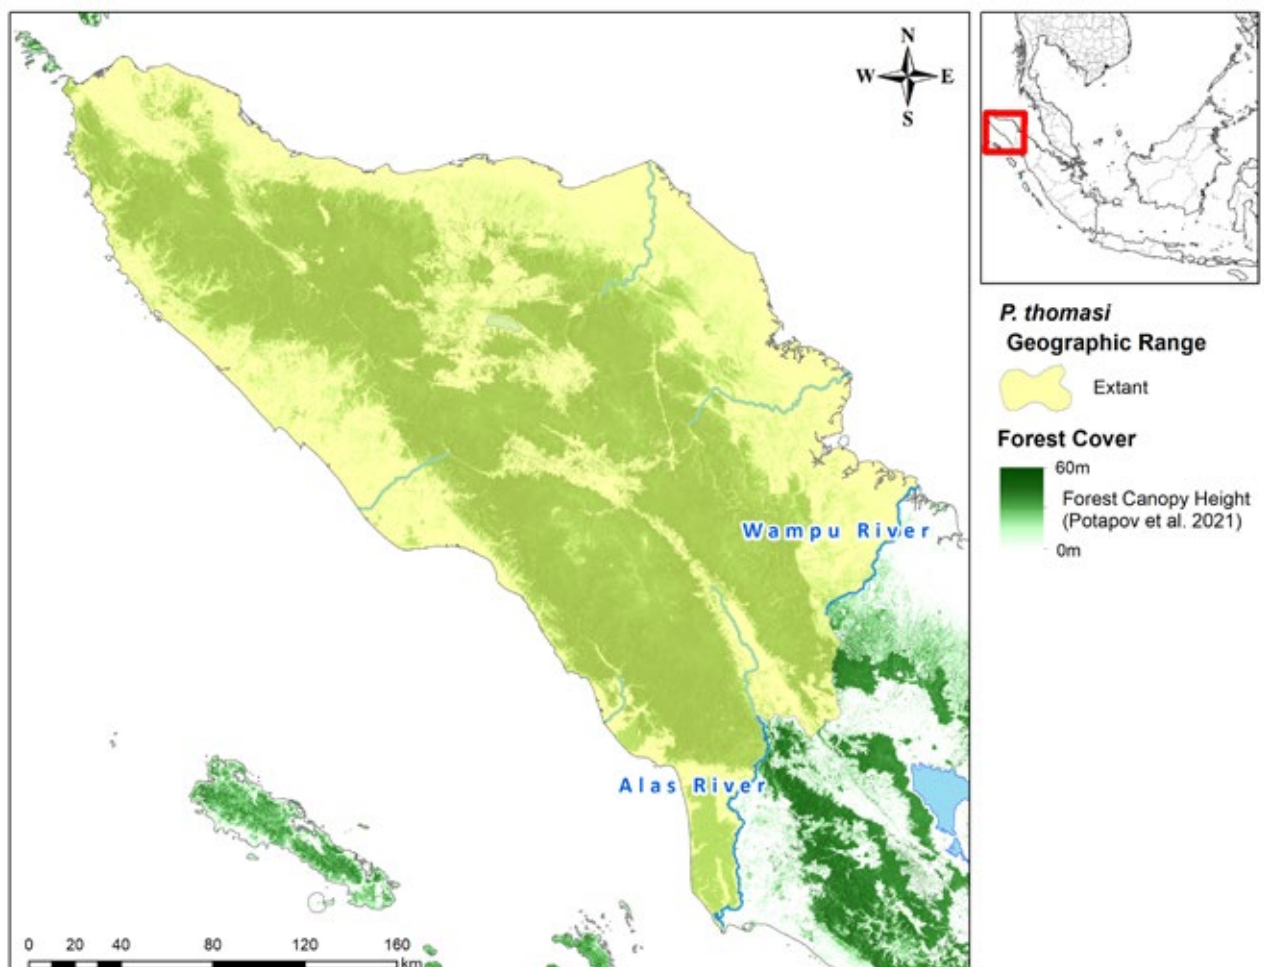 N
W E
S
Wampu River
Alas River
0 20 40 80 120 160
km
P. thomasi
Geographic Range
Extant
Forest Cover
60m
Forest Canopy Height
(Potapov et al. 2021)
0m